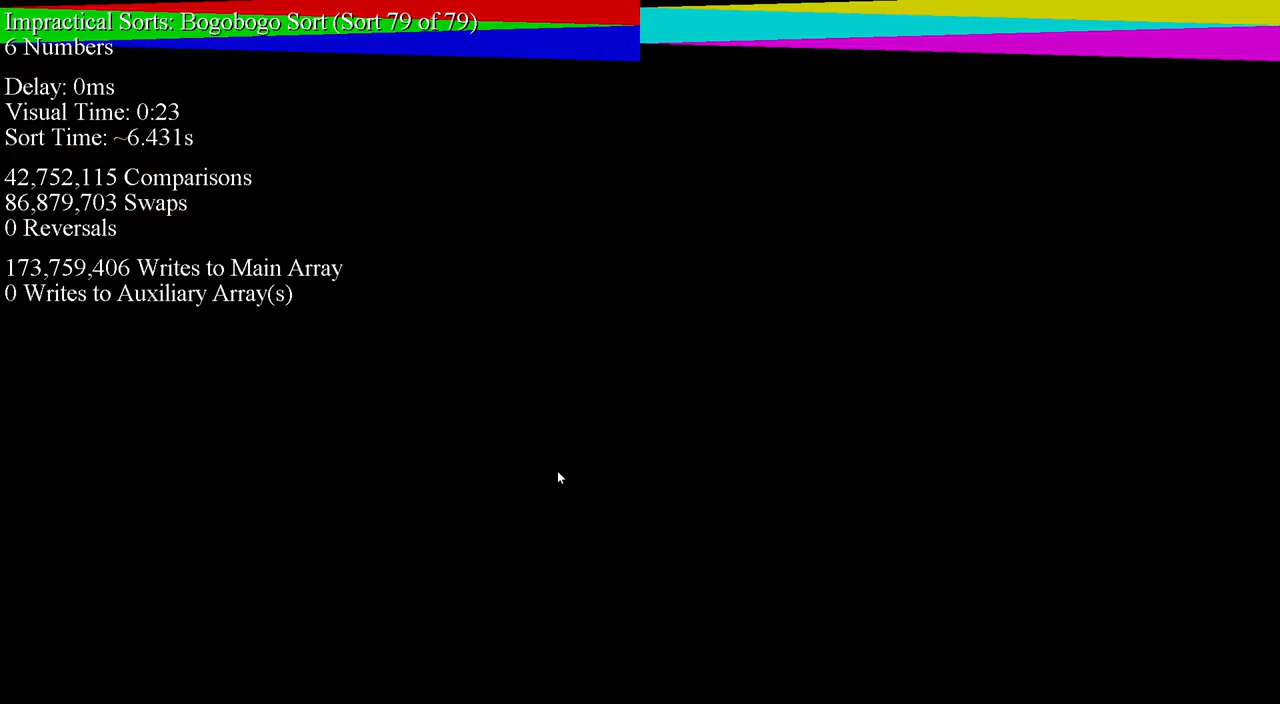 Impractical Sorts: Bogobogo Sort (Sort 79 of 79)
6 Numbers
Delay: 0ms
Visual Time: 0:23
Sort Time: ~6.431s
42,752,115 Comparisons
86,879,703 Swaps
0 Reversals
173,759,406 Writes to Main Array
0 Writes to Auxiliary Array(s)